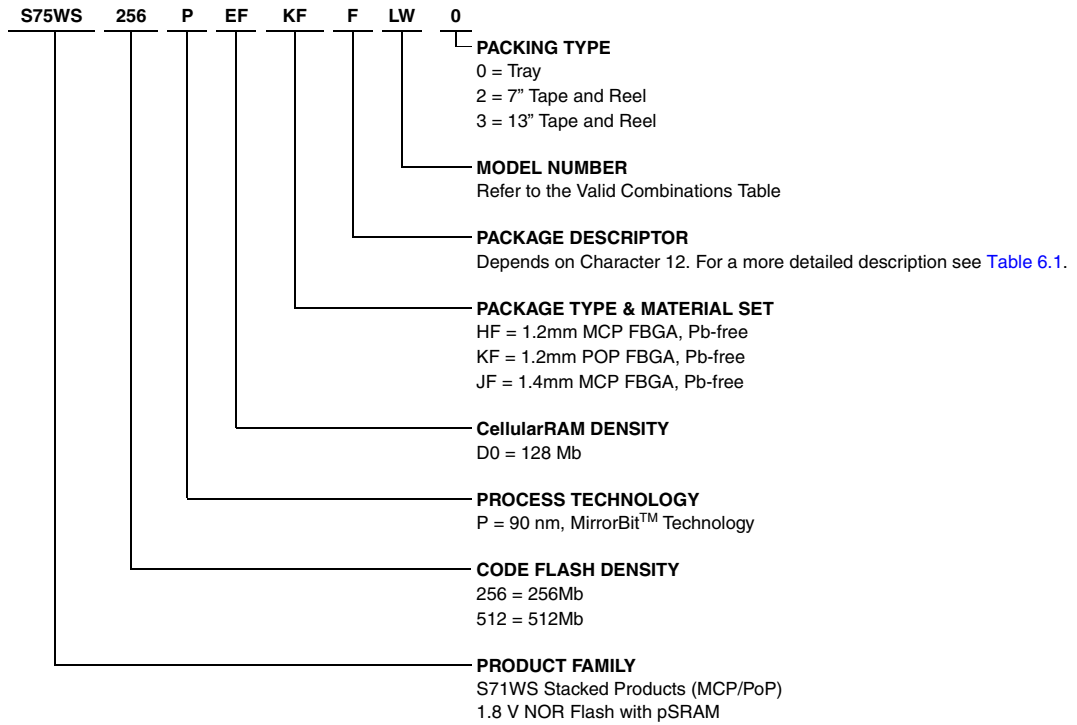 S75WS 256 P EF KF F LW 0
PACKING TYPE
0 = Tray
2 = 7” Tape and Reel
3 = 13” Tape and Reel
MODEL NUMBER
Refer to the Valid Combinations Table
PACKAGE DESCRIPTOR
Depends on Character 12. For a more detailed description see Table 6.1.
PACKAGE TYPE & MATERIAL SET
HF = 1.2mm MCP FBGA, Pb-free
KF = 1.2mm POP FBGA, Pb-free
JF = 1.4mm MCP FBGA, Pb-free
CellularRAM DENSITY
D0 = 128 Mb
PROCESS TECHNOLOGY
P = 90 nm, MirrorBit™ Technology
CODE FLASH DENSITY
256 = 256Mb
512 = 512Mb
PRODUCT FAMILY
S71WS Stacked Products (MCP/PoP)
1.8 V NOR Flash with pSRAM